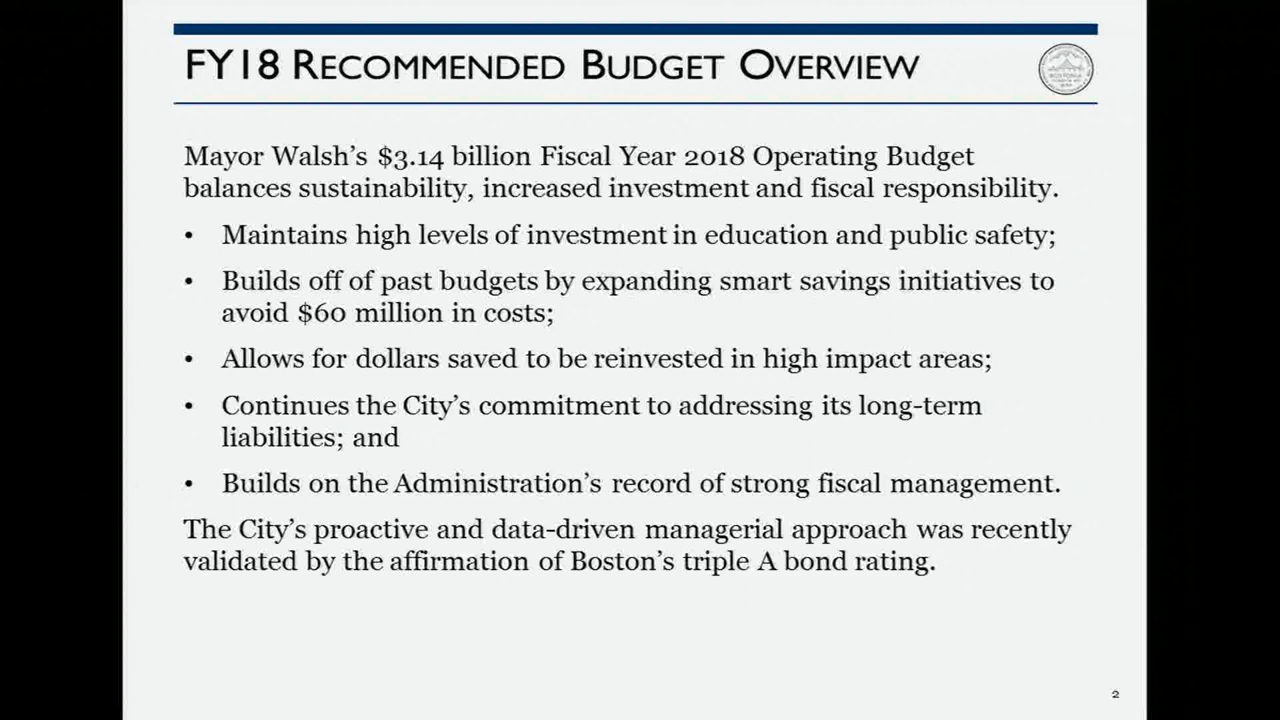 FY18 RECOMMENDED BUDGET OVERVIEW
Mayor Walsh's $3.14 billion Fiscal Year 2018 Operating Budget
balances sustainability, increased investment and fiscal responsibility.
• Maintains high levels of investment in education and public safety;
• Builds off of past budgets by expanding smart savings initiatives to
avoid $60 million in costs;
• Allows for dollars saved to be reinvested in high impact areas;
• Continues the City's commitment to addressing its long-term
liabilities; and
• Builds on the Administration's record of strong fiscal management.
The City's proactive and data-driven managerial approach was recently
validated by the affirmation of Boston's triple A bond rating.
2